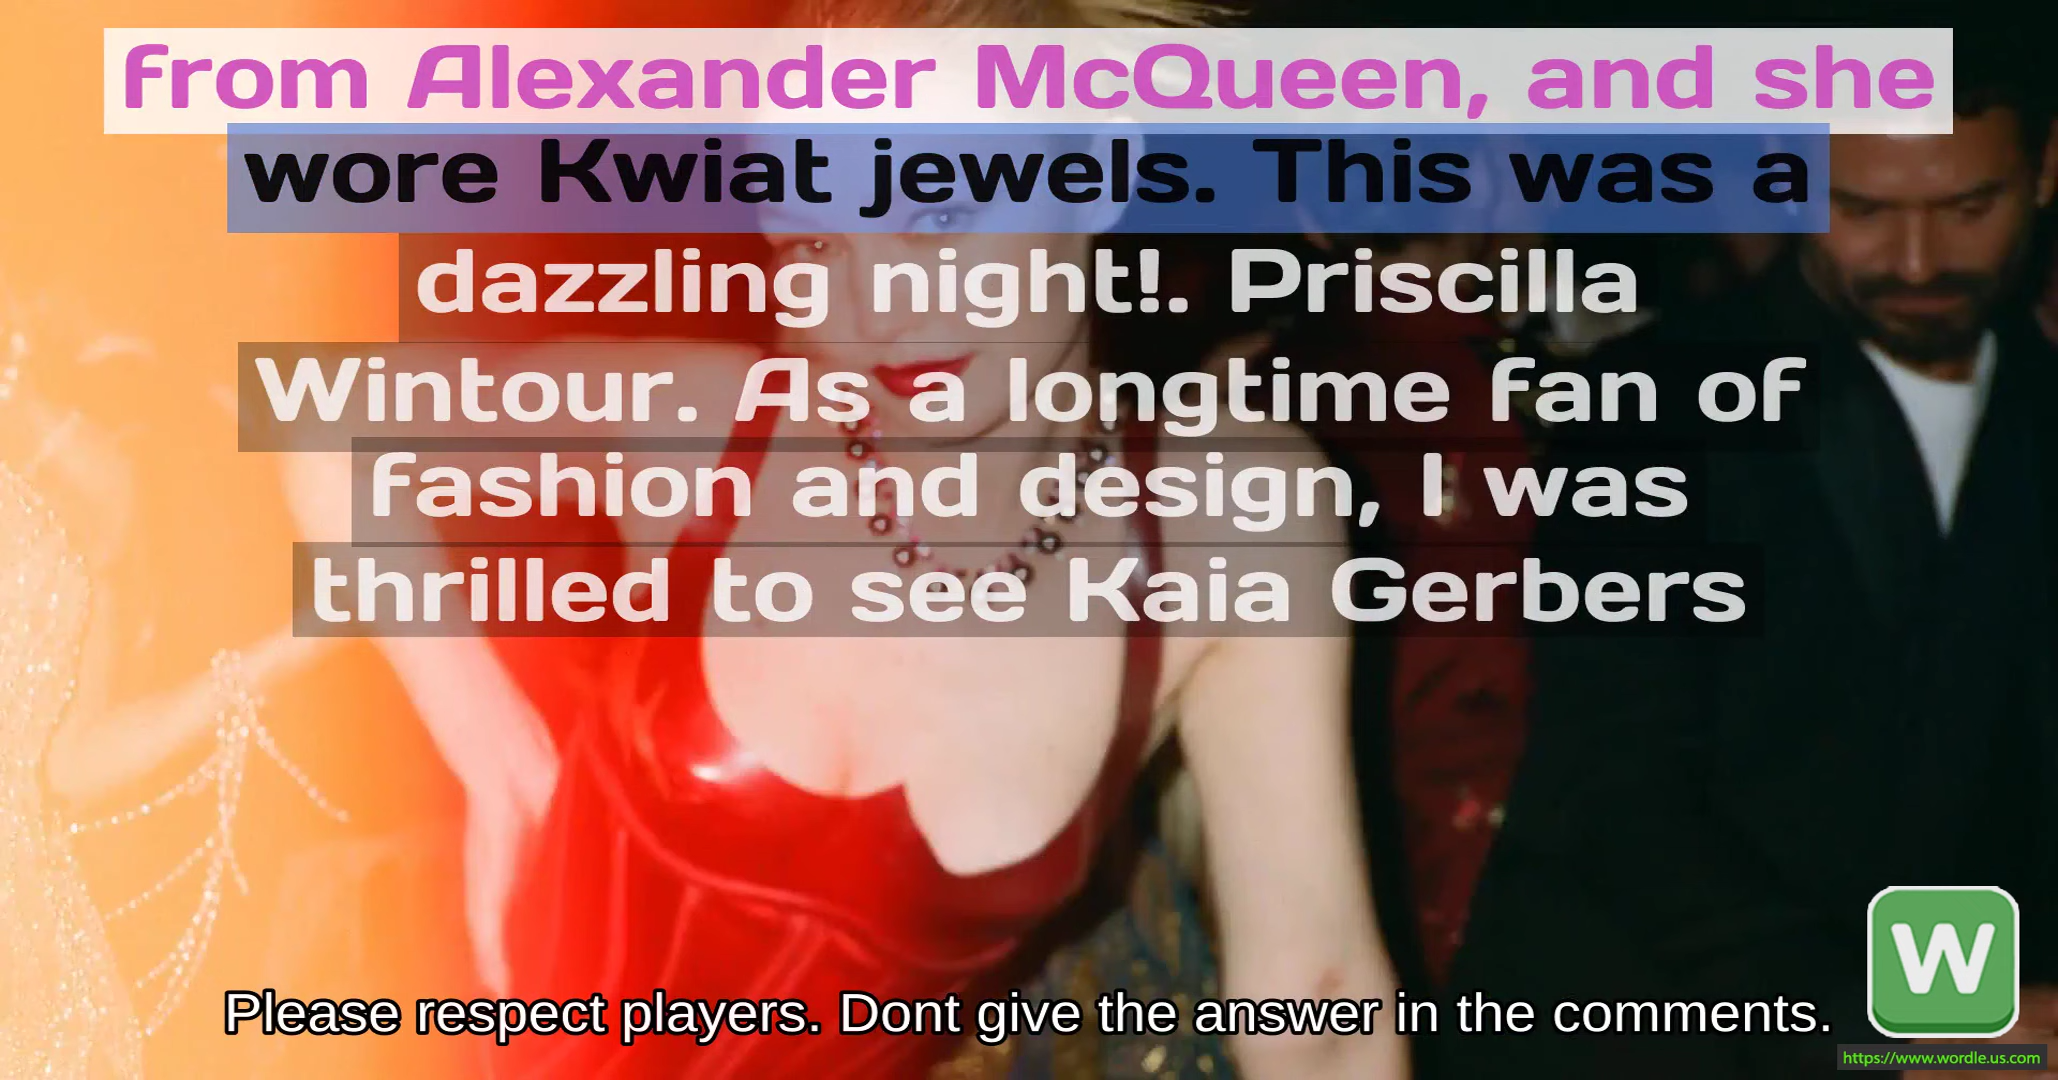 from Alexander McQueen, and she
wore Kwiat jewels. This was a
dazzling night!. Priscilla
Wintour. As a longtime fan of
fashion and design, I was
thrilled to see Kaia Gerbers
W
Please respect players. Dont give the answer in the comments.
https://www.wordle.us.com